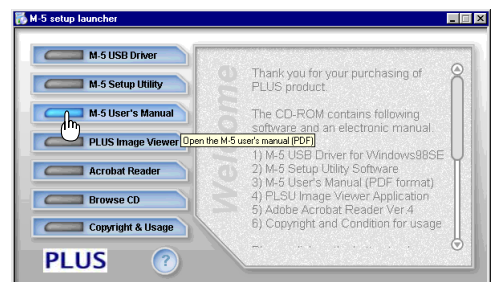 M-5 setup launcher
M-5 USB Driver
M-5 Setup Utility
M-5 User's Manual
PLUS Image Viewer
Open the M-5 user's manual (PDF)
Acrobat Reader
Browse CD
Copyright & Usage
PLUS
?
Welcome
Thank you for your purchasing of
PLUS product.
The CD-ROM contains following
software and an electronic manual.
1) M-5 USB Driver for Windows98SE
2) M-5 Setup Utility Software
3) M-5 User's Manual (PDF format)
4) PLSU Image Viewer Application
5) Adobe Acrobat Reader Ver 4
6) Copyright and Condition for usage